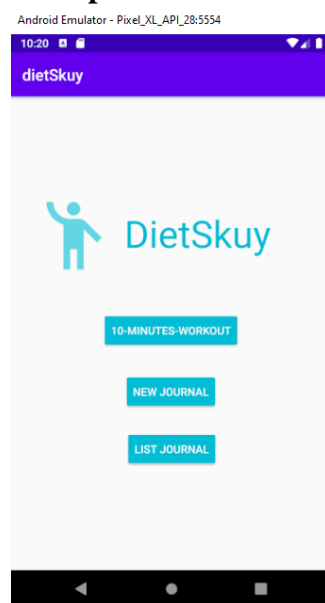 Android Emulator - Pixel_XL_API_28:5554
10:20
dietSkuy
DietSkuy
10-MINUTES-WORKOUT
NEW JOURNAL
LIST JOURNAL